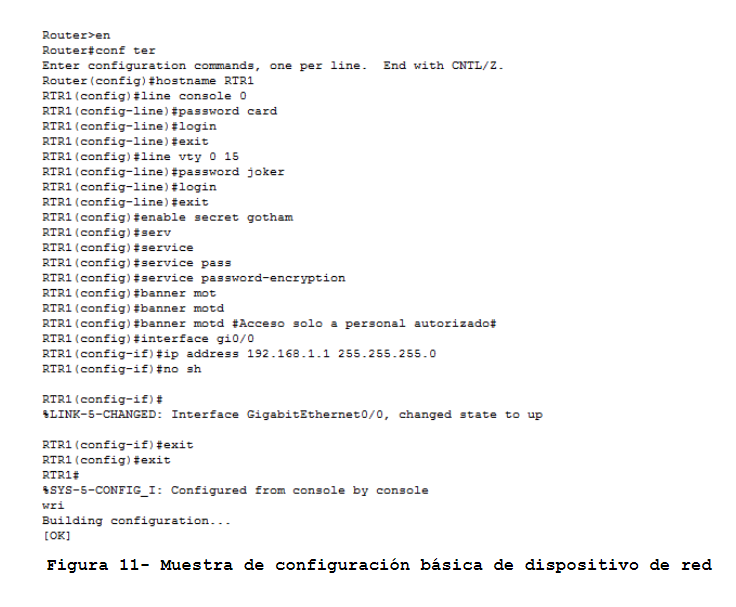 Router>en
Router#conf ter
Enter configuration commands, one per line.  End with CNTL/Z.
Router(config)#hostname RTR1
RTR1(config)#line console 0
RTR1(config-line)#password card
RTR1(config-line)#login
RTR1(config-line)#exit
RTR1(config)#line vty 0 15
RTR1(config-line)#password joker
RTR1(config-line)#login
RTR1(config-line)#exit
RTR1(config)#enable secret gotham
RTR1(config)#serv
RTR1(config)#service
RTR1(config)#service pass
RTR1(config)#service password-encryption
RTR1(config)#banner mot
RTR1(config)#banner motd
RTR1(config)#banner motd #Acceso solo a personal autorizado#
RTR1(config)#interface gi0/0
RTR1(config-if)#ip address 192.168.1.1 255.255.255.0
RTR1(config-if)#no sh
RTR1(config-if)#
%LINK-5-CHANGED: Interface GigabitEthernet0/0, changed state to up
RTR1(config-if)#exit
RTR1(config)#exit
RTR1#
%SYS-5-CONFIG_I: Configured from console by console
wri
Building configuration...
[OK]
Figura 11- Muestra de configuración básica de dispositivo de red